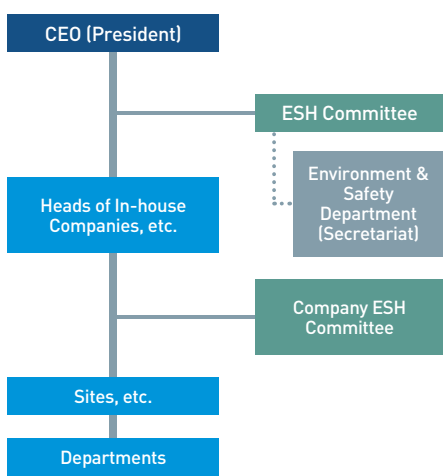 CEO (President)
ESH Committee
Environment &
Safety
Department
(Secretariat)
Heads of In-house
Companies, etc.
Company ESH
Committee
Sites, etc.
Departments